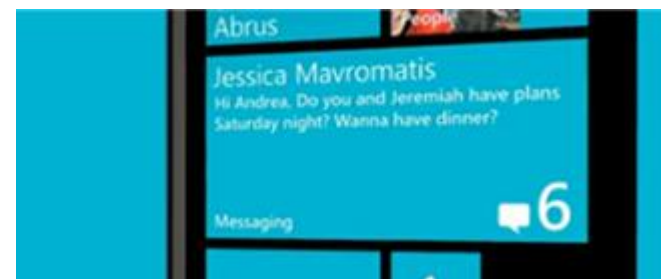 Abrus
People
Jessica Mavromatis
Hi Andrea, Do you and Jeremiah have plans
Saturday night? Wanna have dinner?
6
Messaging